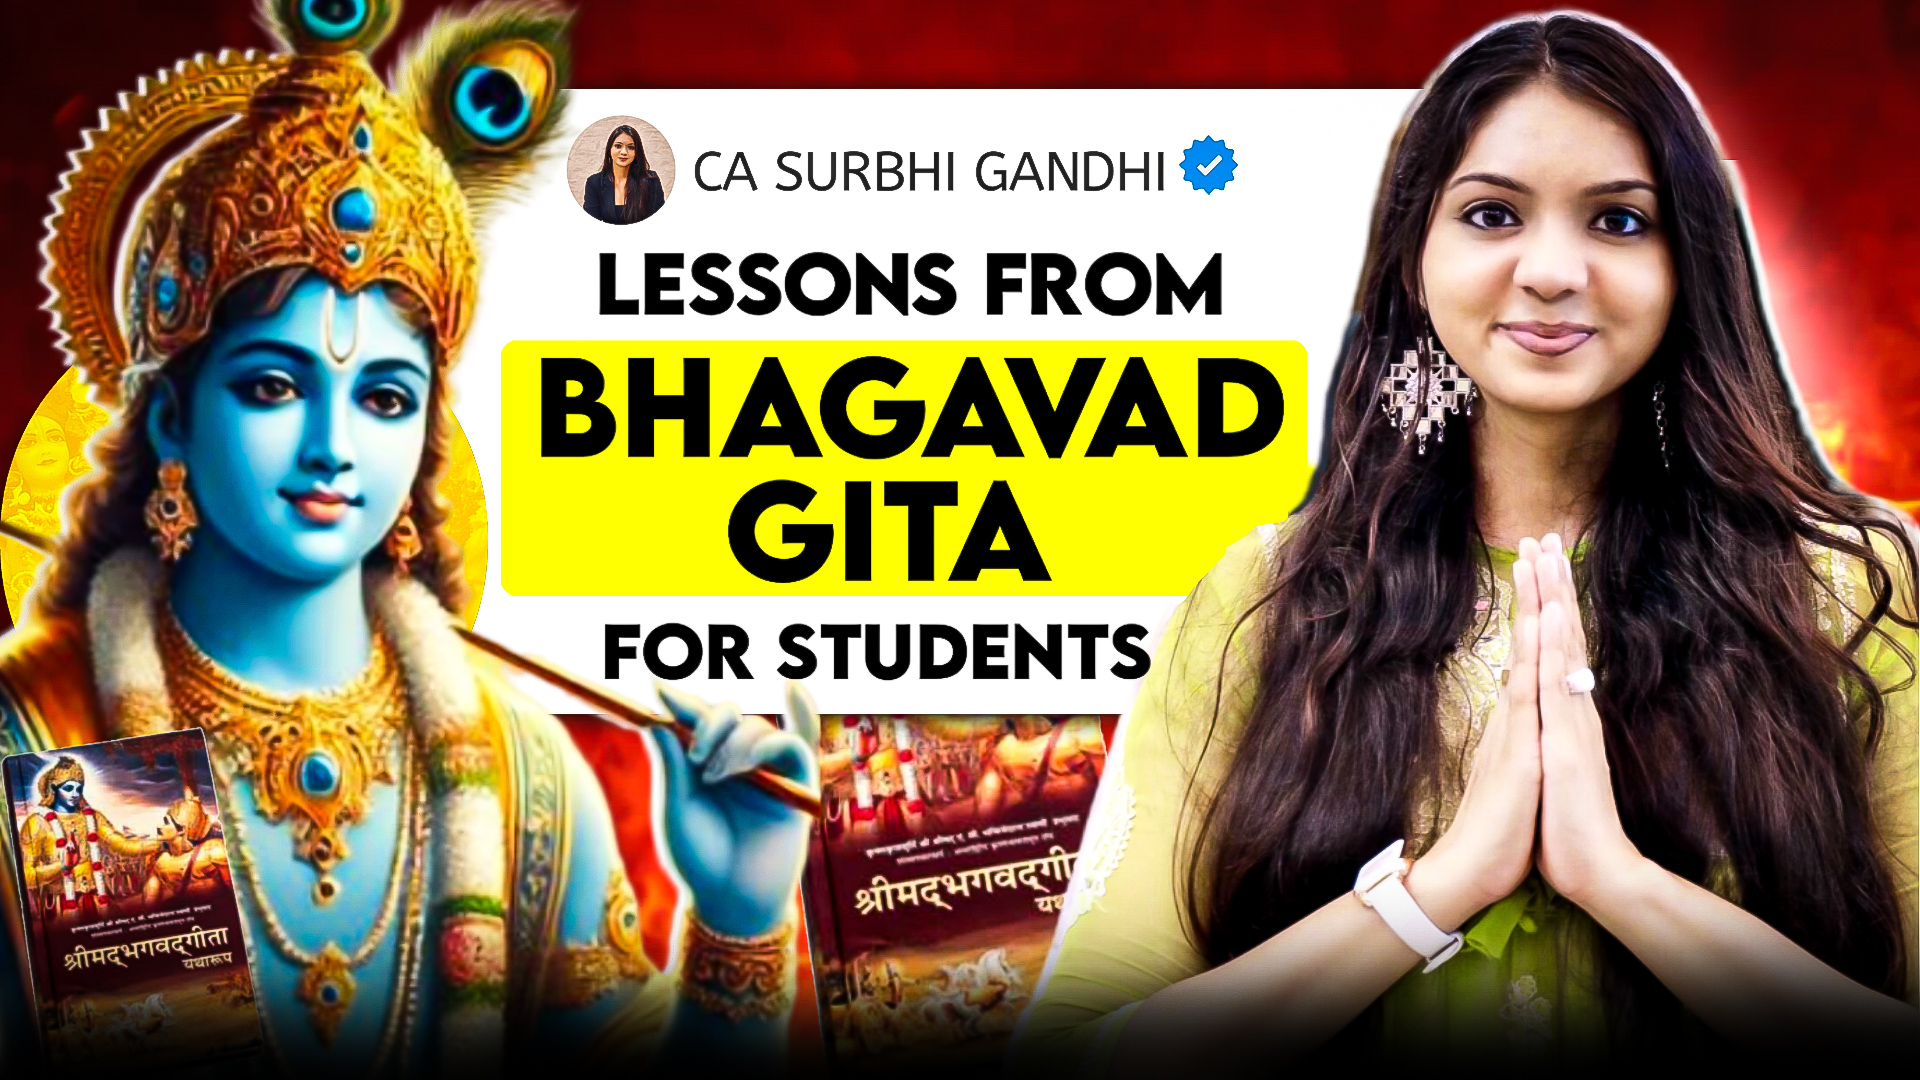 CA SURBHI GANDHI
LESSONS FROM
BHAGAVAD
GITA
FOR STUDENTS
श्रीमद्भगवद्गीता
यथारूप
श्रीमद्भगवद्गी